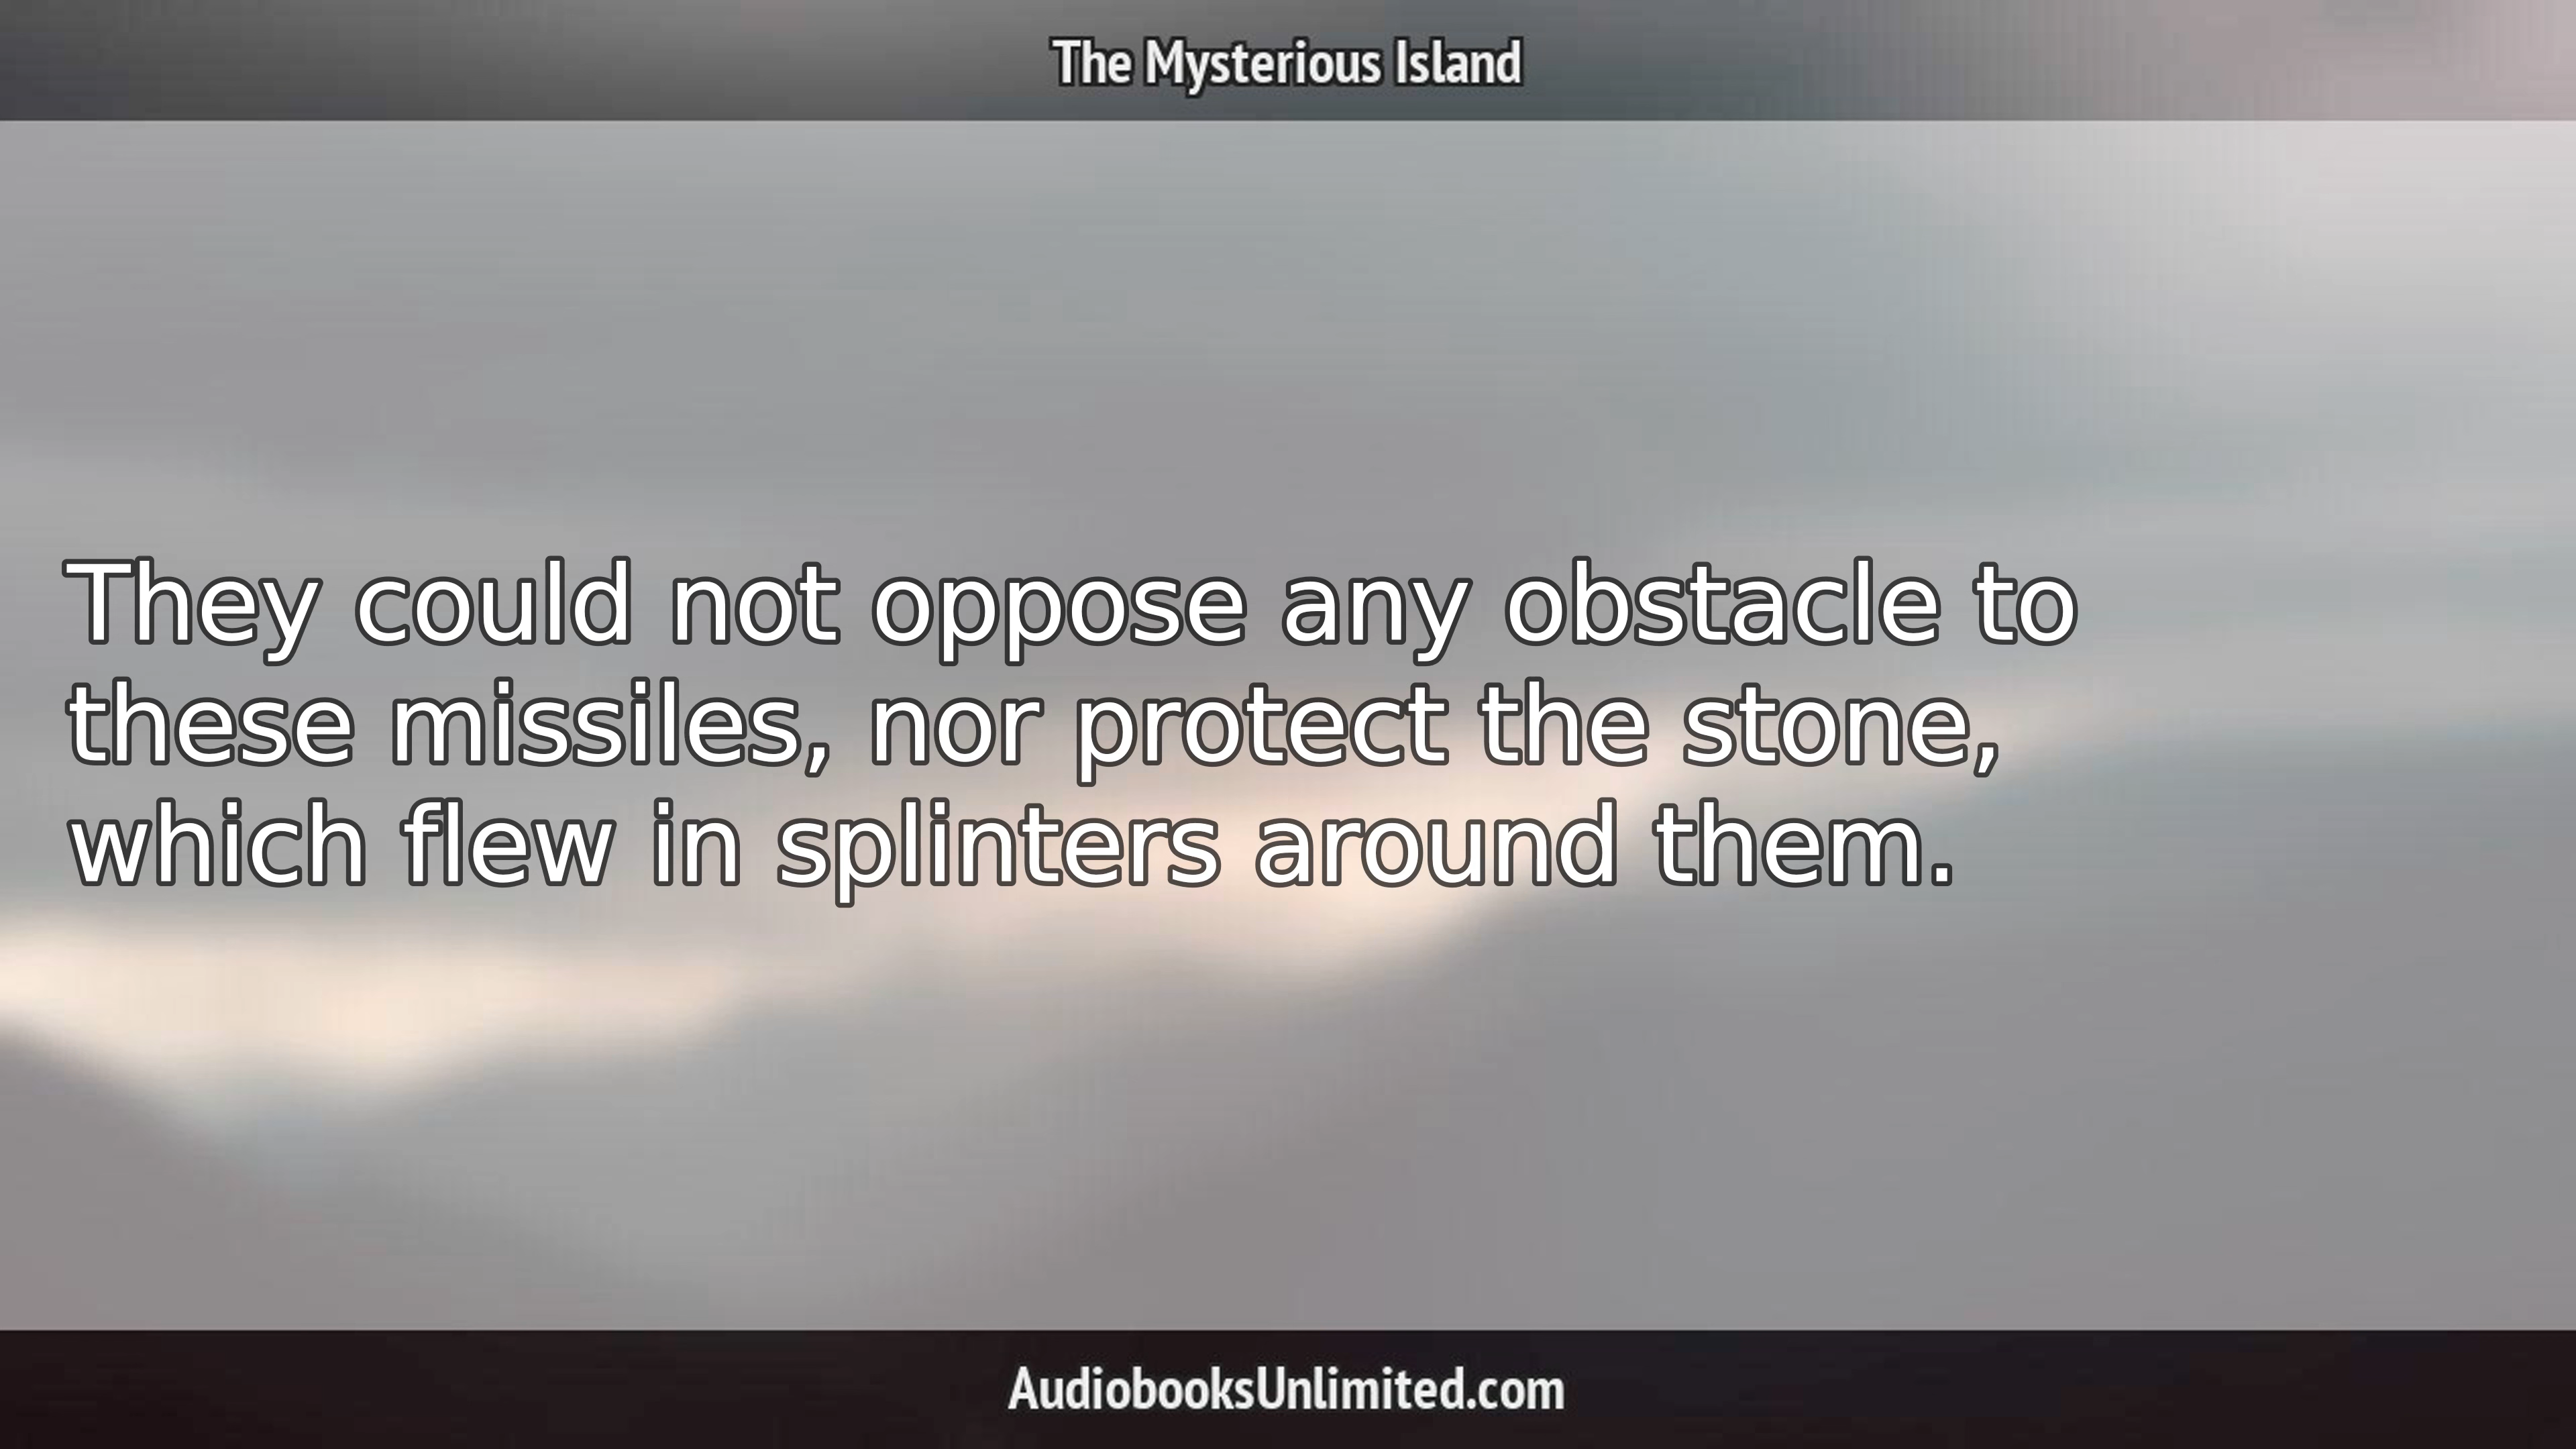 The Mysterious Island
They could not oppose any obstacle to
these missiles, nor protect the stone,
which flew in splinters around them.
AudiobooksUnlimited.com